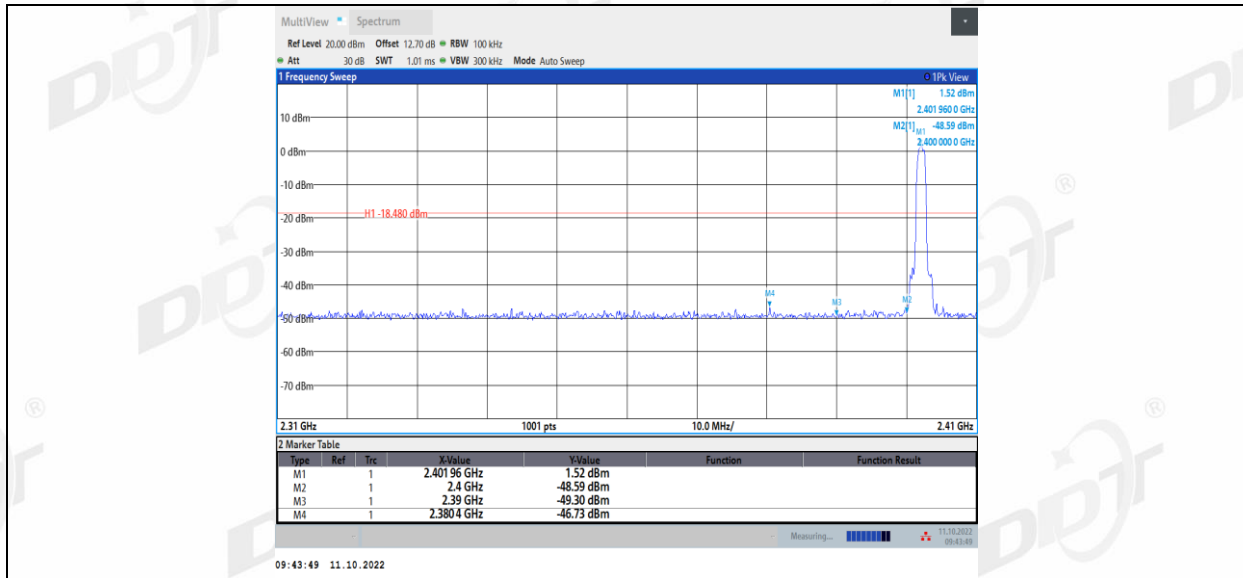 MultiView Spectrum
Ref Level 20.00 dBm Offset 12.70 dB RBW 100 kHz
Att 30 dB SWT 1.01 ms VBW 300 kHz Mode Auto Sweep
1 Frequency Sweep 1Pk View
M1[1] 1.52 dBm
2.401 960 0 GHz
10 dBm
M2[1] -48.59 dBm
M1
2.400 000 0 GHz
0 dBm
-10 dBm
H1 -18.480 dBm
-20 dBm
-30 dBm
-40 dBm
M4 M3 M2
-50 dBm
-60 dBm
-70 dBm
2.31 GHz 1001 pts 10.0 MHz/ 2.41 GHz
2 Marker Table
Type Ref Trc X-Value Y-Value Function Function Result
M1 1 2.401 96 GHz 1.52 dBm
M2 1 2.4 GHz -48.59 dBm
M3 1 2.39 GHz -49.30 dBm
M4 1 2.380 4 GHz -46.73 dBm
Measuring... 11.10.2022
09:43:49
09:43:49 11.10.2022
DDT
®